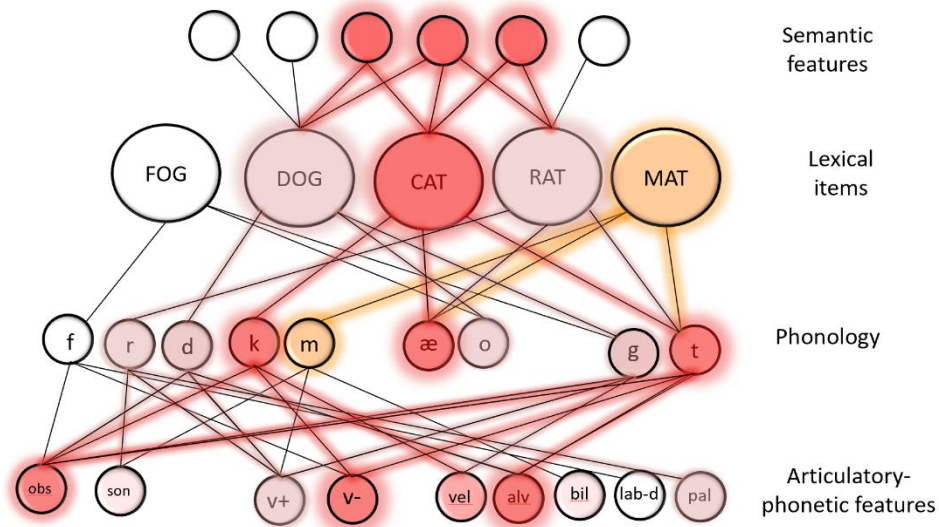 Semantic
features
FOG DOG CAT RAT MAT
Lexical
items
f r d k m æ o g t
Phonology
obs son v+ v- vel alv bil lab-d pal
Articulatory-
phonetic features